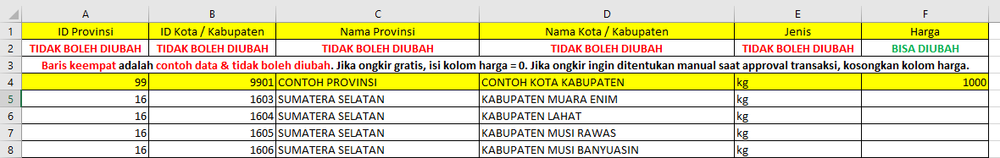 A B C D E F
1 ID Provinsi ID Kota / Kabupaten Nama Provinsi Nama Kota / Kabupaten Jenis Harga
2 TIDAK BOLEH DIUBAH TIDAK BOLEH DIUBAH TIDAK BOLEH DIUBAH TIDAK BOLEH DIUBAH TIDAK BOLEH DIUBAH BISA DIUBAH
3 Baris keempat adalah contoh data & tidak boleh diubah. Jika ongkir gratis, isi kolom harga = 0. Jika ongkir ingin ditentukan manual saat approval transaksi, kosongkan kolom harga.
4 99 9901 CONTOH PROVINSI CONTOH KOTA KABUPATEN kg 1000
5 16 1603 SUMATERA SELATAN KABUPATEN MUARA ENIM kg
6 16 1604 SUMATERA SELATAN KABUPATEN LAHAT kg
7 16 1605 SUMATERA SELATAN KABUPATEN MUSI RAWAS kg
8 16 1606 SUMATERA SELATAN KABUPATEN MUSI BANYUASIN kg